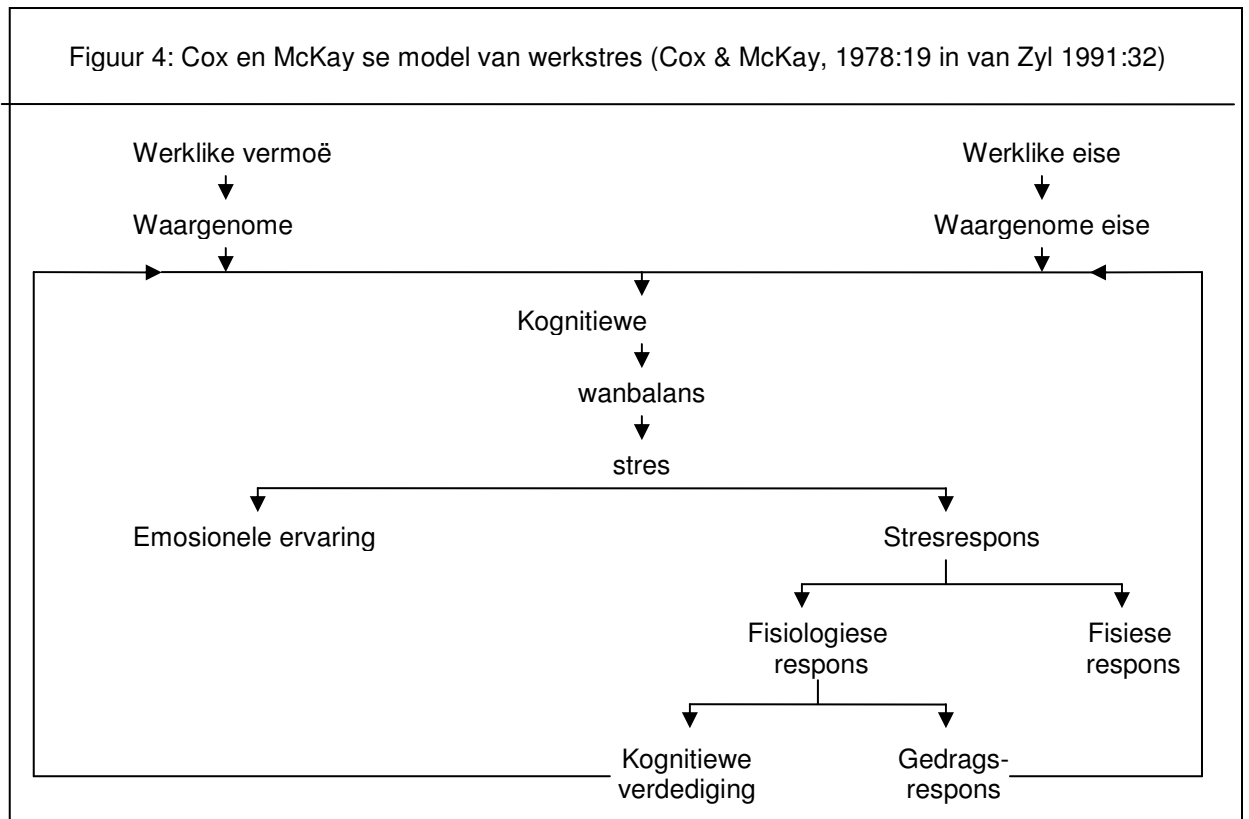 Figuur 4: Cox en McKay se model van werkstres (Cox & McKay, 1978:19 in van Zyl 1991:32)
Werklike vermoë
Werklike eise
Waargenome
Waargenome eise
Kognitiewe
wanbalans
stres
Emosionele ervaring
Stresrespons
Fisiologiese
respons
Fisiese
respons
Kognitiewe
verdediging
Gedrags-
respons